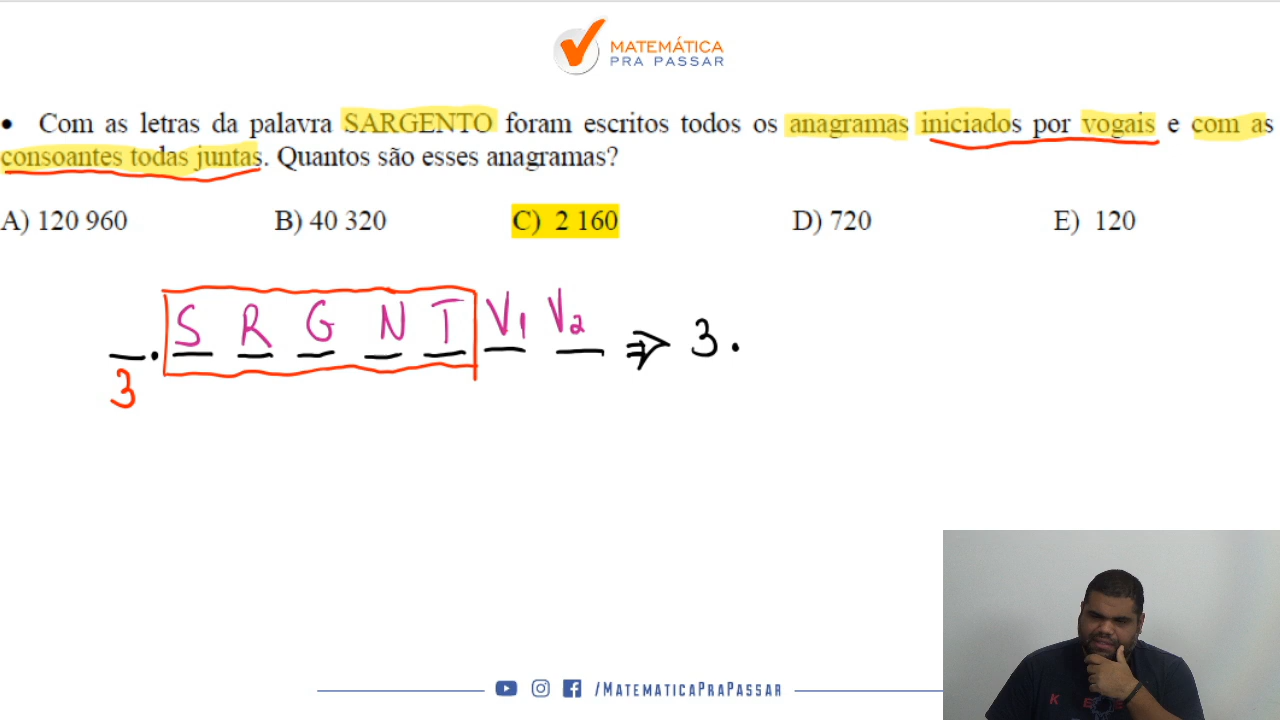 MATEMÁTICA
PRA PASSAR
• Com as letras da palavra SARGENTO foram escritos todos os anagramas iniciados por vogais e com as
consoantes todas juntas. Quantos são esses anagramas?
A) 120 960 B) 40 320 C) 2 160 D) 720 E) 120
S R G N T V1 V2 ⇒ 3 .
3 .
/MATEMATICAPRAPASSAR